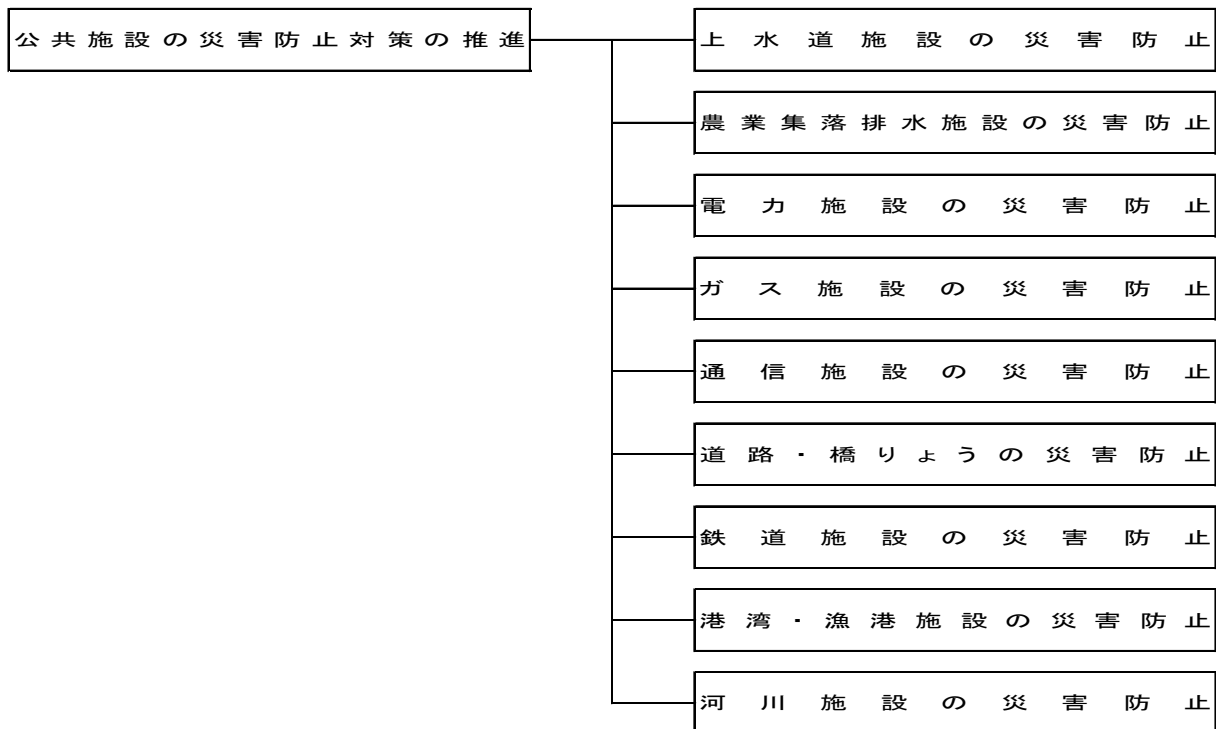 公共施設の災害防止対策の推進
上水道施設の災害防止
農業集落排水施設の災害防止
電力施設の災害防止
ガス施設の災害防止
通信施設の災害防止
道路・橋りょうの災害防止
鉄道施設の災害防止
港湾・漁港施設の災害防止
河川施設の災害防止